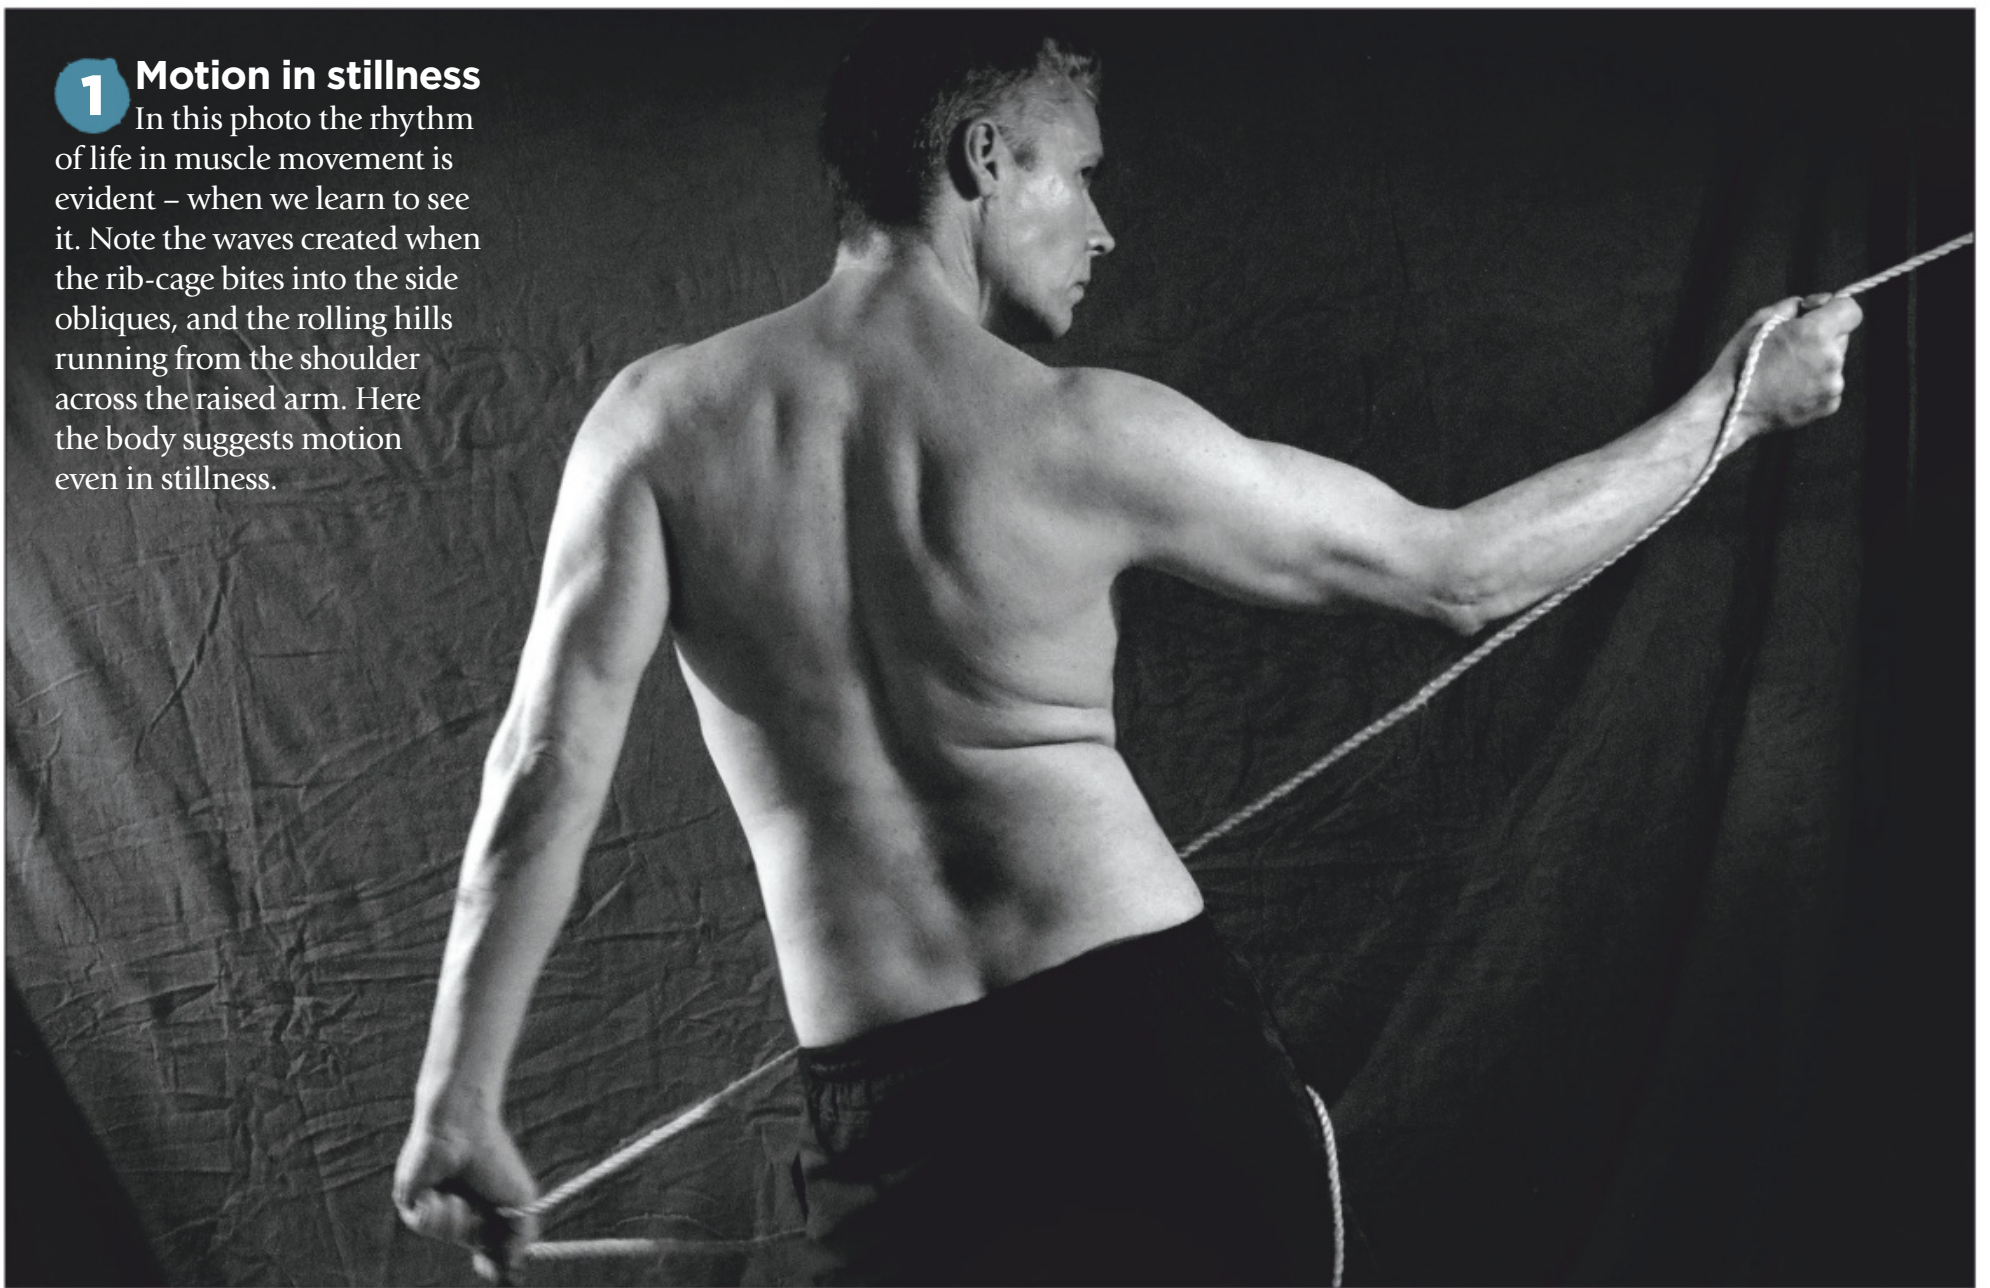 1 Motion in stillness
In this photo the rhythm
of life in muscle movement is
evident – when we learn to see
it. Note the waves created when
the rib-cage bites into the side
obliques, and the rolling hills
running from the shoulder
across the raised arm. Here
the body suggests motion
even in stillness.